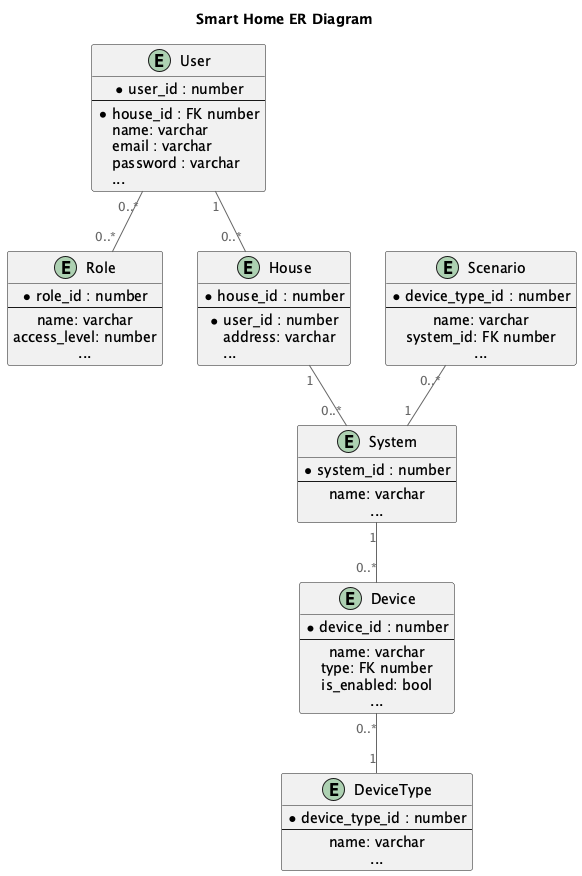 Smart Home ER Diagram
E User
* user_id : number
* house_id : FK number
name: varchar
email : varchar
password : varchar
...
0..*
1
0..*
0..*
E Role
* role_id : number
name: varchar
access_level: number
...
E House
* house_id : number
* user_id : number
address: varchar
...
E Scenario
* device_type_id : number
name: varchar
system_id: FK number
...
1
0..*
0..*
1
E System
* system_id : number
name: varchar
...
1
0..*
E Device
* device_id : number
name: varchar
type: FK number
is_enabled: bool
...
0..*
1
E DeviceType
* device_type_id : number
name: varchar
...